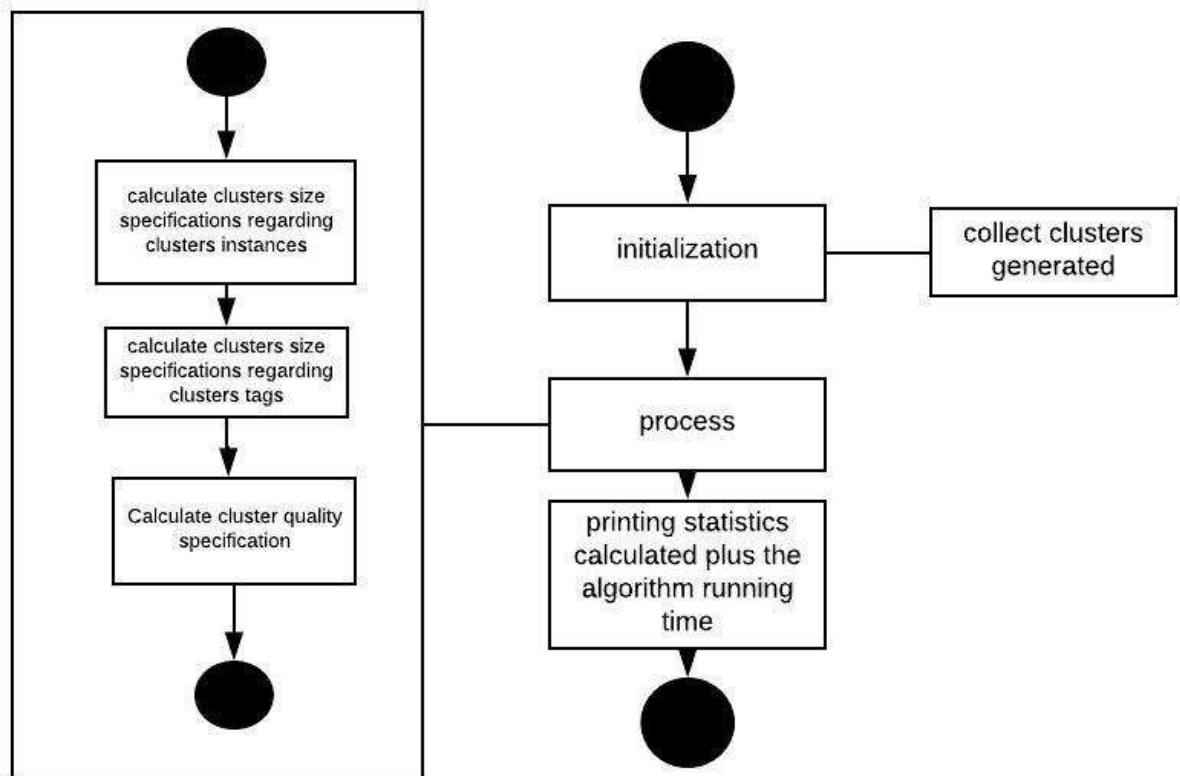 calculate clusters size
specifications regarding
clusters instances
calculate clusters size
specifications regarding
clusters tags
Calculate cluster quality
specification
initialization
collect clusters
generated
process
printing statistics
calculated plus the
algorithm running
time